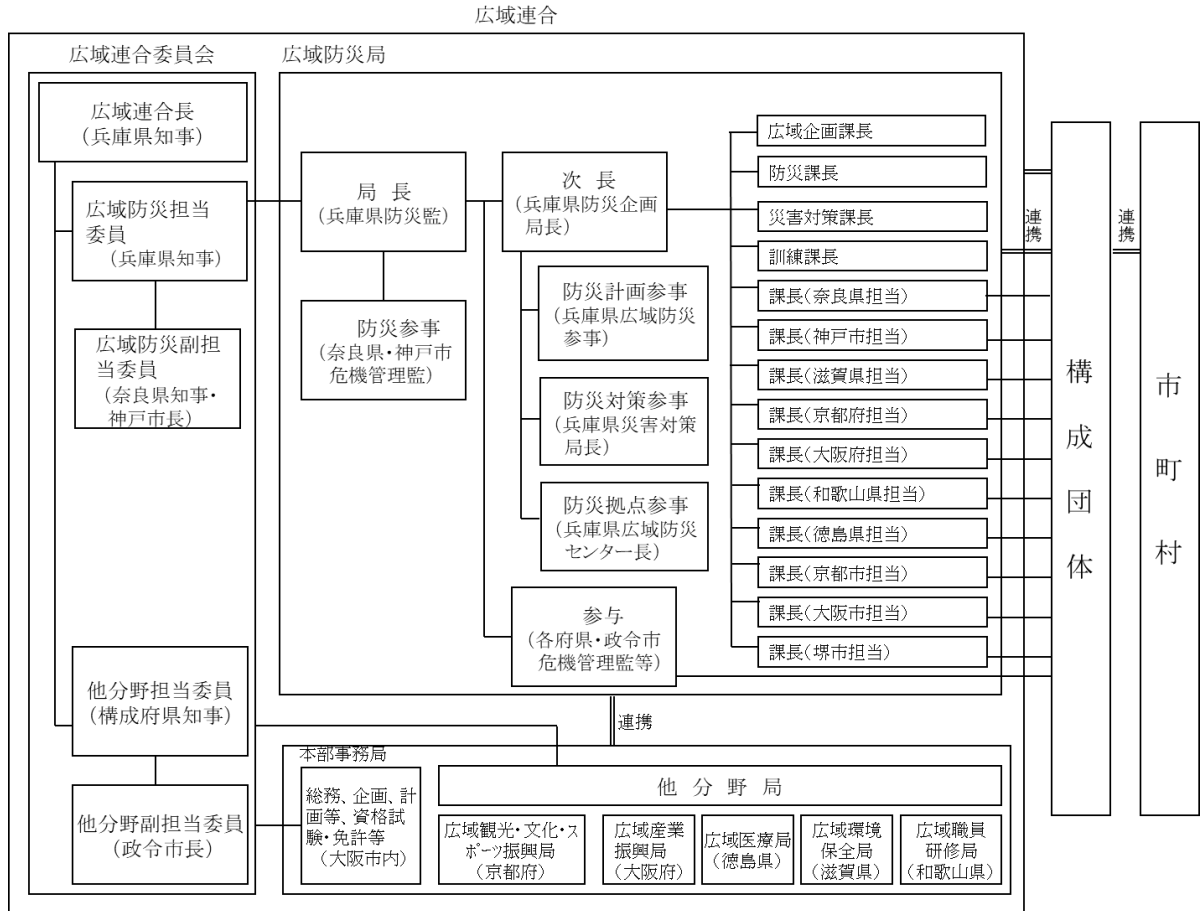 広域連合
広域連合委員会
広域連合長
（兵庫県知事）
広域防災担当
委員
（兵庫県知事）
広域防災副担
当委員
（奈良県知事・
神戸市長）
他分野担当委員
（構成府県知事）
他分野副担当委員
（政令市長）
広域防災局
局 長
（兵庫県防災監）
防災参事
（奈良県・神戸市
危機管理監）
次 長
（兵庫県防災企画
局長）
防災計画参事
（兵庫県広域防災
参事）
防災対策参事
（兵庫県災害対策
局長）
防災拠点参事
（兵庫県広域防災
センター長）
参与
（各府県・政令市
危機管理監等）
広域企画課長
防災課長
災害対策課長
訓練課長
課長（奈良県担当）
課長（神戸市担当）
課長（滋賀県担当）
課長（京都府担当）
課長（大阪府担当）
課長（和歌山県担当）
課長（徳島県担当）
課長（京都市担当）
課長（大阪市担当）
課長（堺市担当）
連携
構成団体
連携
市町村
連携
本部事務局
総務、企画、計
画等、資格試
験・免許等
（大阪市内）
他 分 野 局
広域観光・文化・ス
ポーツ振興局
（京都府）
広域産業
振興局
（大阪府）
広域医療局
（徳島県）
広域環境
保全局
（滋賀県）
広域職員
研修局
（和歌山県）